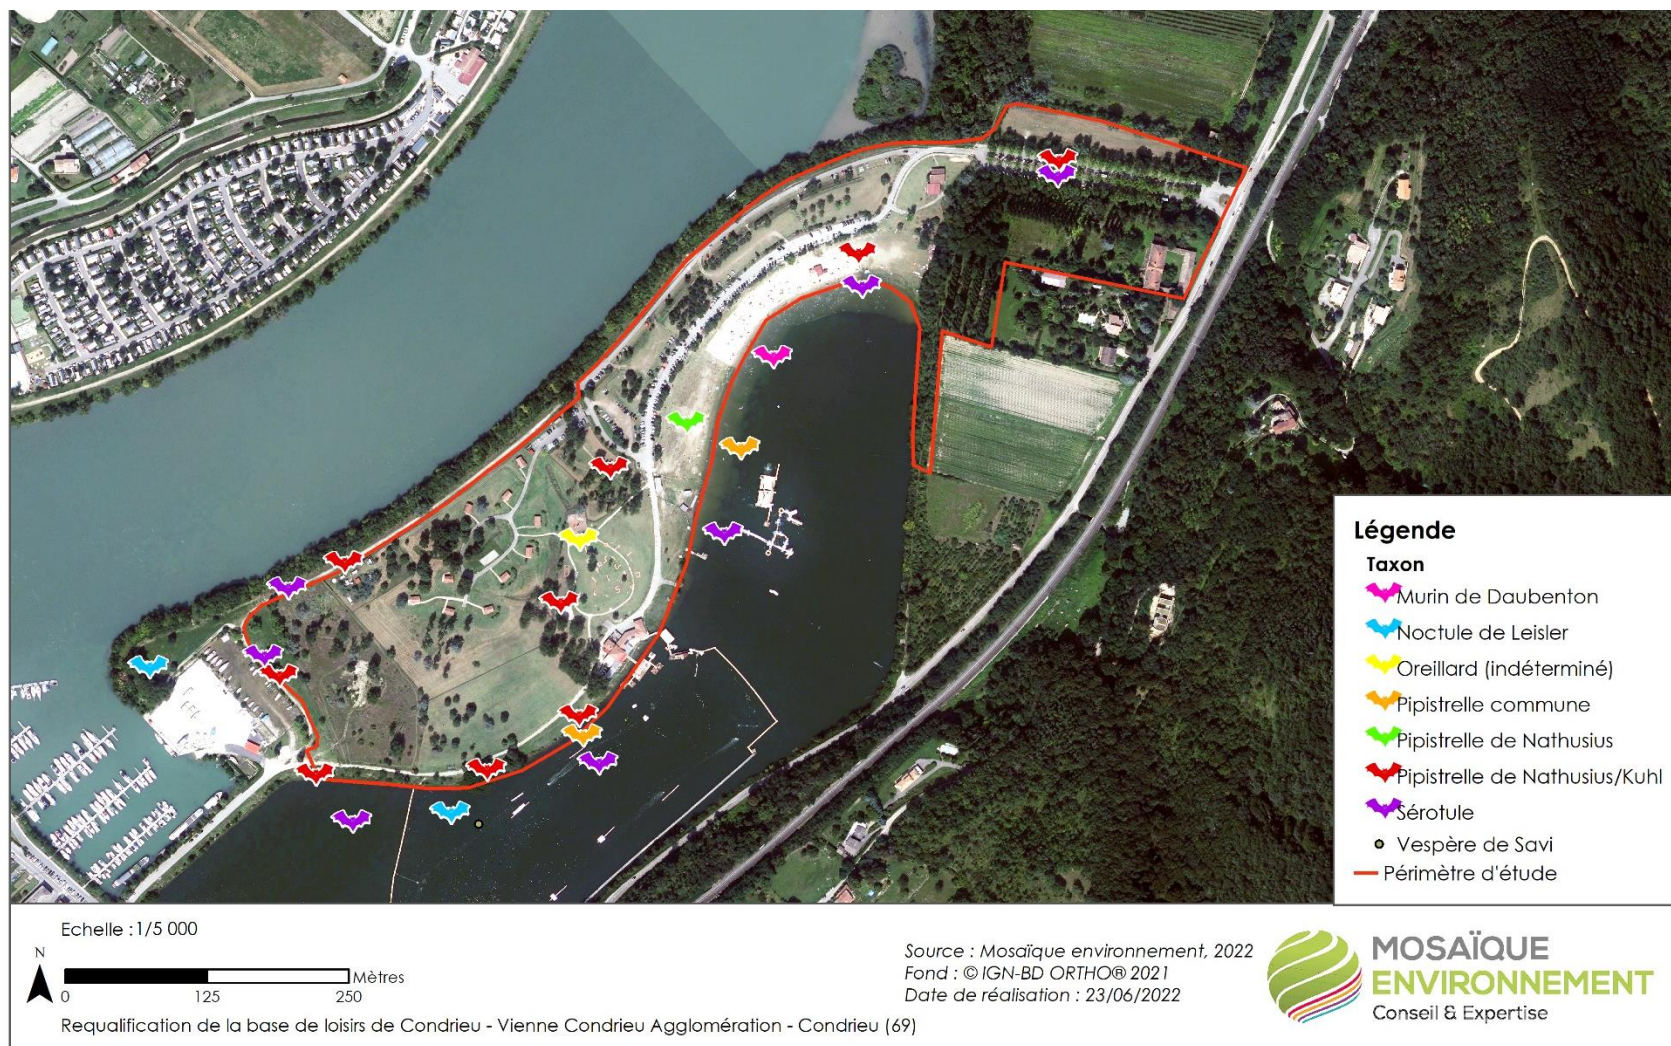 Légende
Taxon
Murin de Daubenton
Noctule de Leisler
Oreillard (indéterminé)
Pipistrelle commune
Pipistrelle de Nathusius
Pipistrelle de Nathusius/Kuhl
Sérotule
Vespère de Savi
Périmètre d'étude
Echelle :1/5 000
N
Mètres
0 125 250
Requalification de la base de loisirs de Condrieu - Vienne Condrieu Agglomération - Condrieu (69)
Source : Mosaïque environnement, 2022
Fond : © IGN-BD ORTHO® 2021
Date de réalisation : 23/06/2022
MOSAÏQUE
ENVIRONNEMENT
Conseil & Expertise